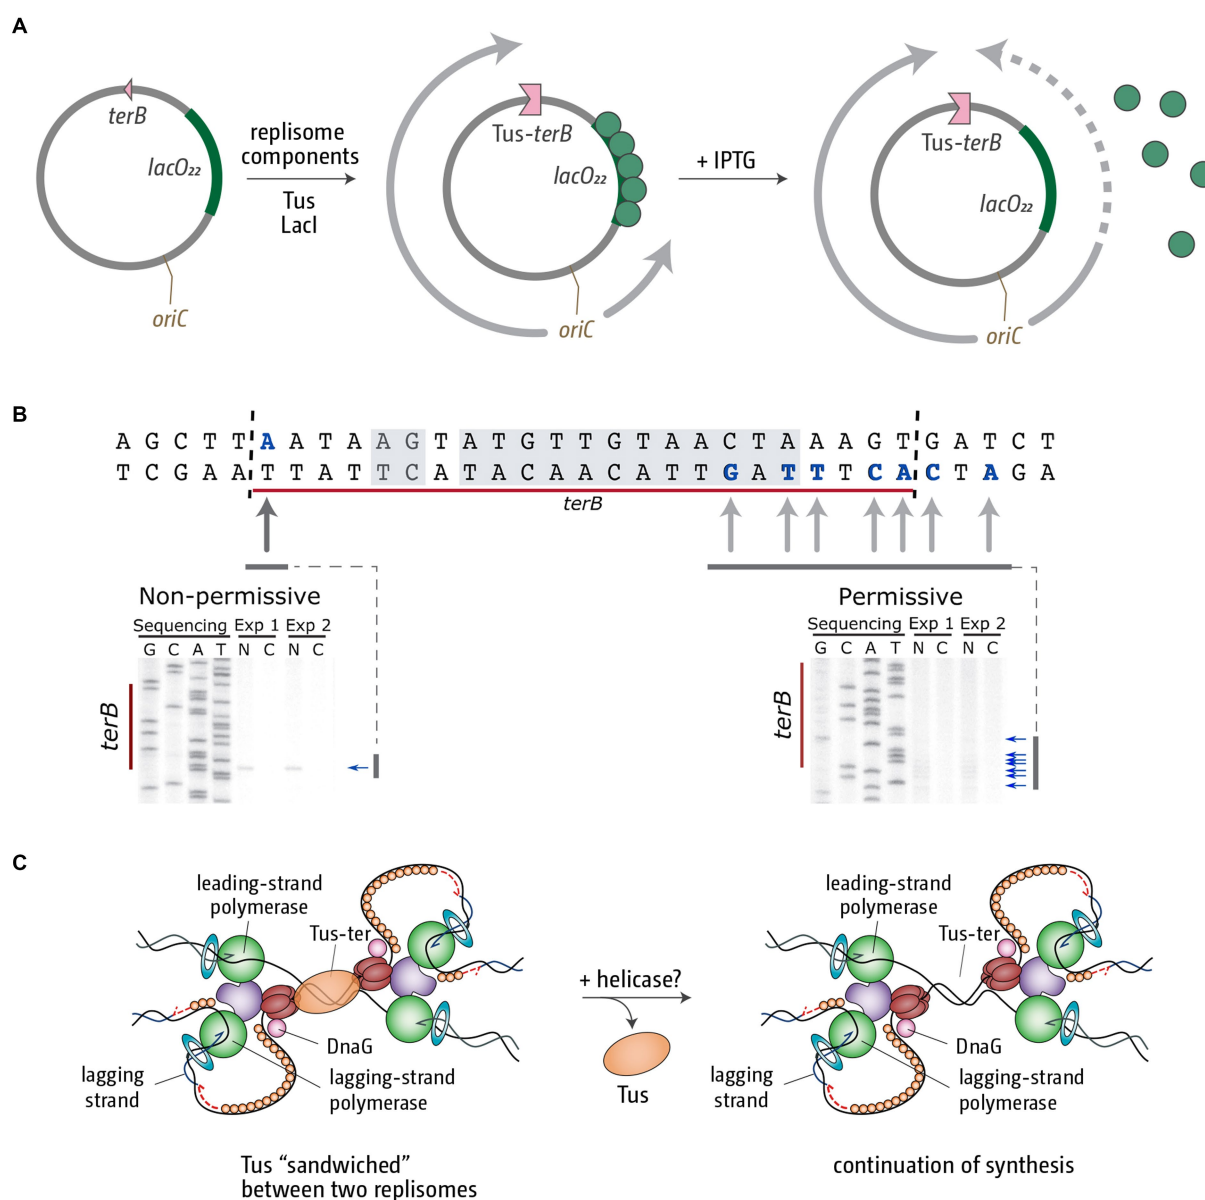 A
terB
lacO₂₂
oriC
replisome
components
Tus
LacI
Tus-terB
lacO₂₂
oriC
+ IPTG
Tus-terB
lacO₂₂
oriC
B
A G C T T A A T A A G T A T G T T G T A A C T A A A G T G A T C T
T C G A A T T A T T C A T A C A A C A T T G A T T T C A C T A G A
terB
Non-permissive
Sequencing Exp 1 Exp 2
G C A T N C N C
terB
Permissive
Sequencing Exp 1 Exp 2
G C A T N C N C
terB
C
leading-strand
polymerase
Tus-ter
DnaG
lagging
strand
lagging-strand
polymerase
Tus “sandwiched”
between two replisomes
+ helicase?
Tus
leading-strand
polymerase
Tus-ter
DnaG
lagging
strand
lagging-strand
polymerase
continuation of synthesis